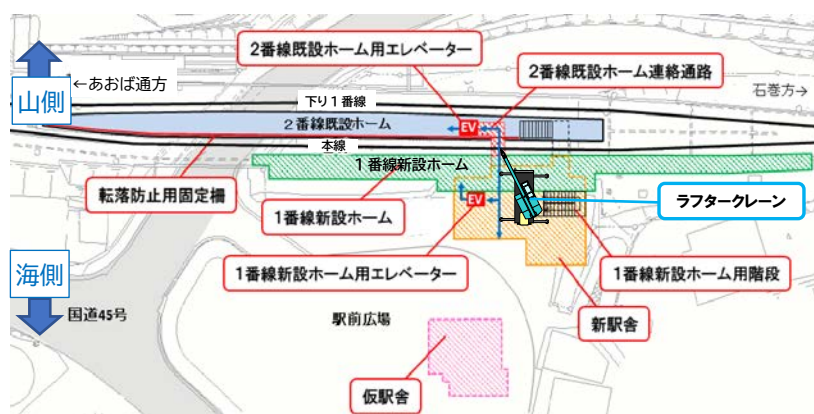 山側
←あおば通方
2番線既設ホーム用エレベーター
2番線既設ホーム連絡通路
石巻方→
下り1番線
2番線既設ホーム
EV
本線
1番線新設ホーム
転落防止用固定柵
1番線新設ホーム
EV
ラフタークレーン
海側
1番線新設ホーム用エレベーター
1番線新設ホーム用階段
国道45号
駅前広場
新駅舎
仮駅舎